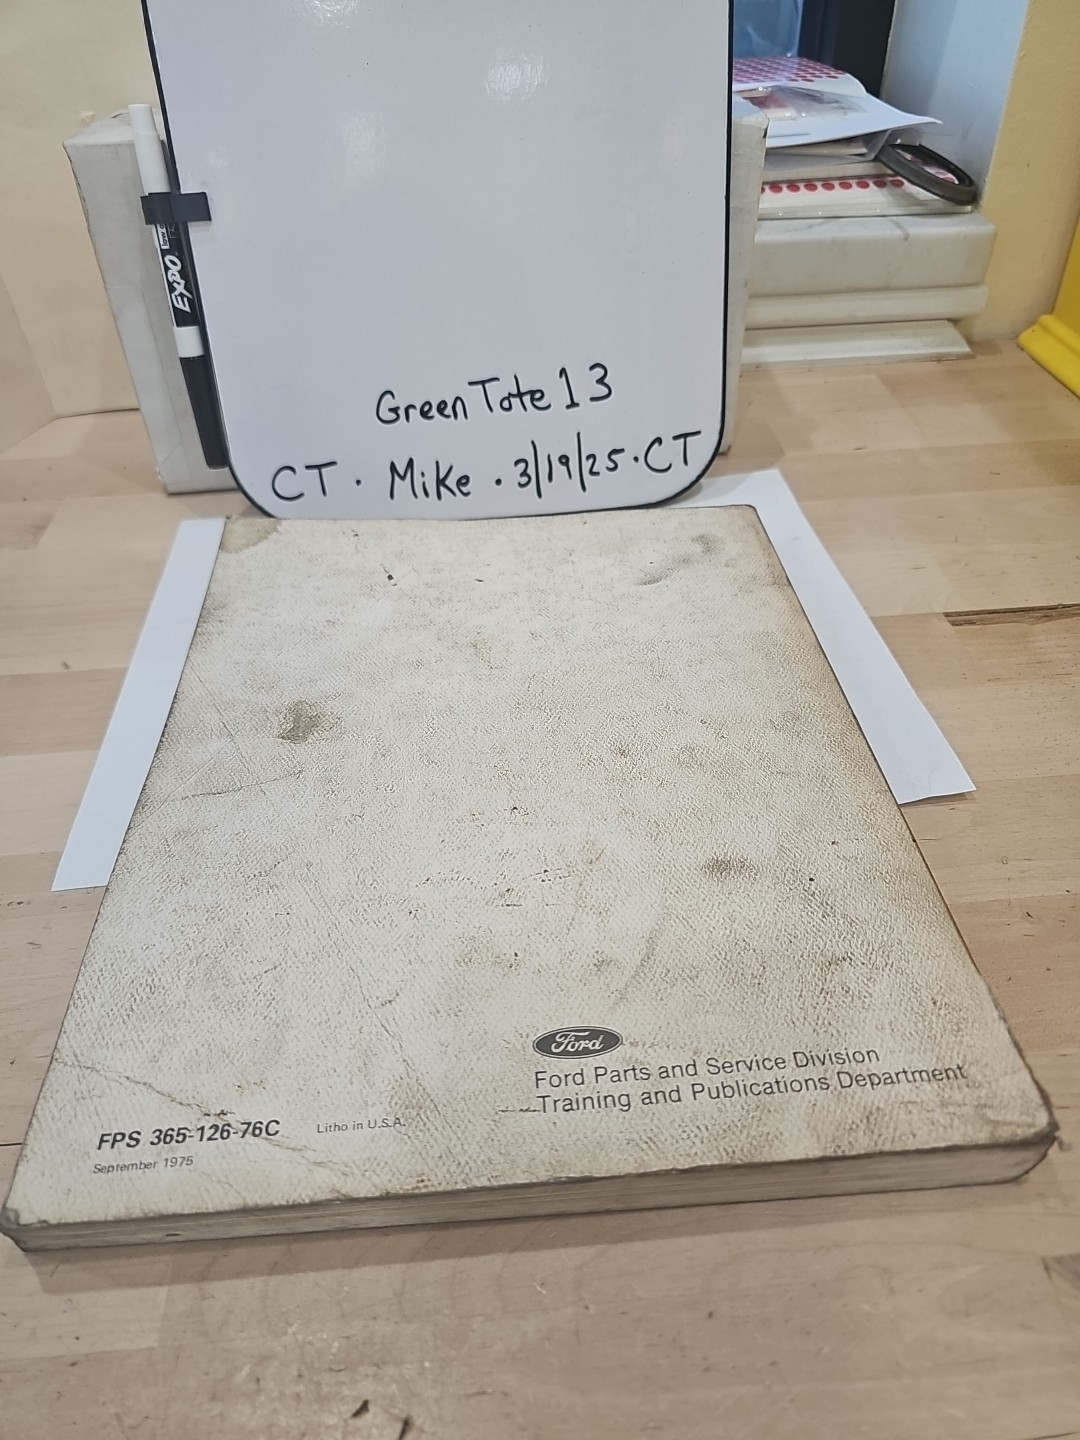 EXPO
Green Tote 13
CT . Mike . 3/19/25 . CT
Ford
Ford Parts and Service Division
Training and Publications Department
FPS 365-126-76C
Litho in U.S.A.
September 1975